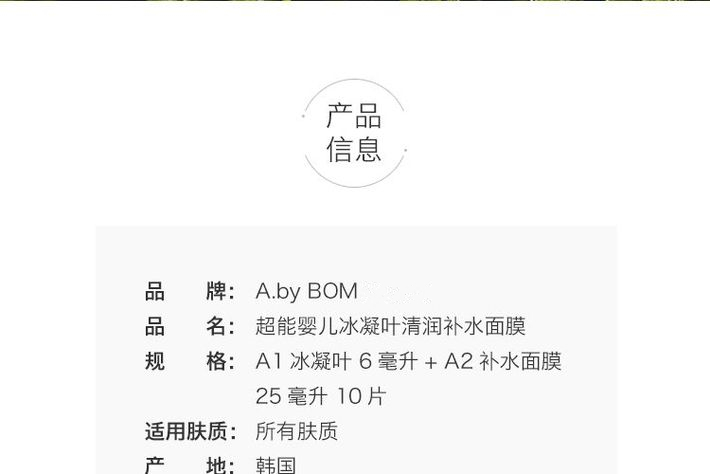 产品
信息
品　牌： A.by BOM
品　名： 超能婴儿冰凝叶清润补水面膜
规　格： A1 冰凝叶 6 毫升 + A2 补水面膜
25 毫升 10 片
适用肤质： 所有肤质
产　地： 韩国